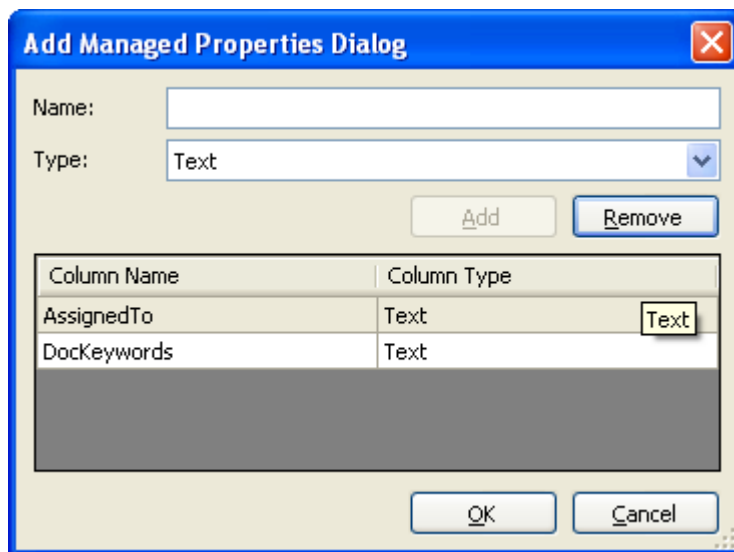 Add Managed Properties Dialog
Name:
Type: Text
Add Remove
Column Name Column Type
AssignedTo Text Text
DocKeywords Text
OK Cancel